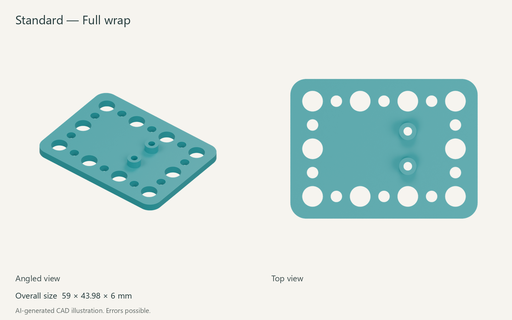 Standard — Full wrap
Angled view
Top view
Overall size  59 × 43.98 × 6 mm
AI-generated CAD illustration. Errors possible.